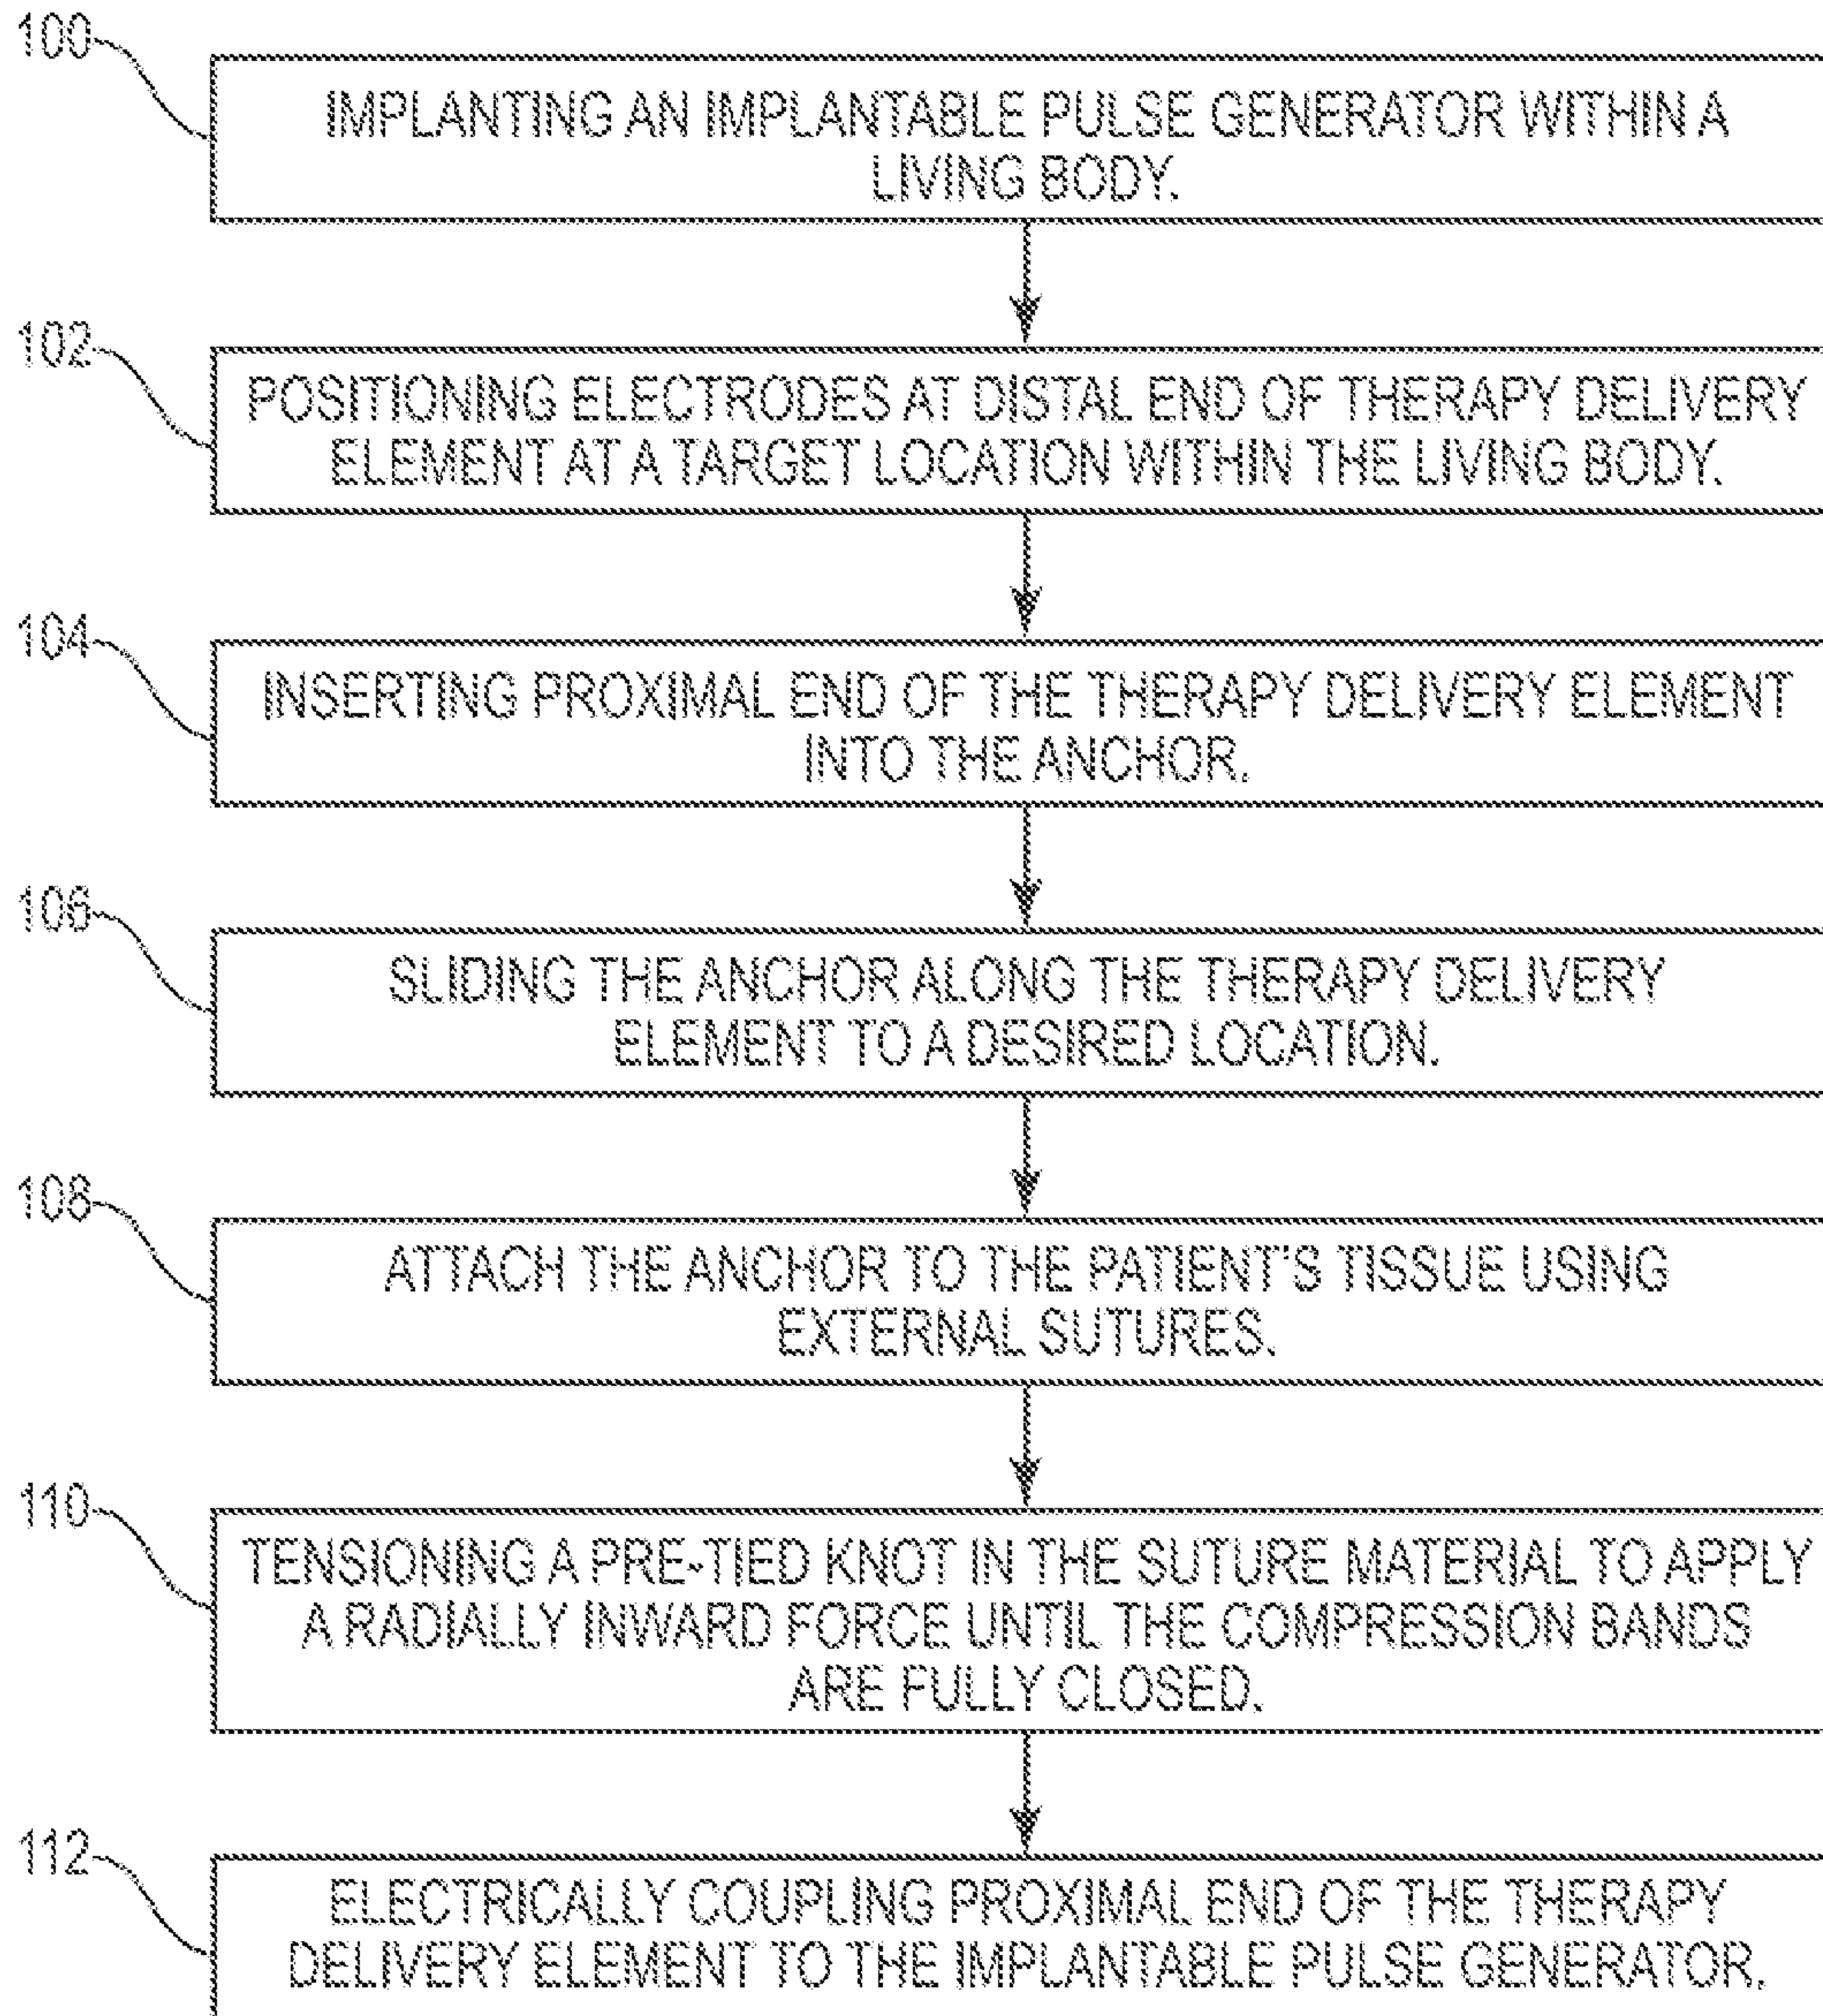 100
IMPLANTING AN IMPLANTABLE PULSE GENERATOR WITHIN A
LIVING BODY.
102
POSITIONING ELECTRODES AT DISTAL END OF THERAPY DELIVERY
ELEMENT AT A TARGET LOCATION WITHIN THE LIVING BODY.
104
INSERTING PROXIMAL END OF THE THERAPY DELIVERY ELEMENT
INTO THE ANCHOR.
106
SLIDING THE ANCHOR ALONG THE THERAPY DELIVERY
ELEMENT TO A DESIRED LOCATION.
108
ATTACH THE ANCHOR TO THE PATIENT'S TISSUE USING
EXTERNAL SUTURES.
110
TENSIONING A PRE-TIED KNOT IN THE SUTURE MATERIAL TO APPLY
A RADIALLY INWARD FORCE UNTIL THE COMPRESSION BANDS
ARE FULLY CLOSED.
112
ELECTRICALLY COUPLING PROXIMAL END OF THE THERAPY
DELIVERY ELEMENT TO THE IMPLANTABLE PULSE GENERATOR.